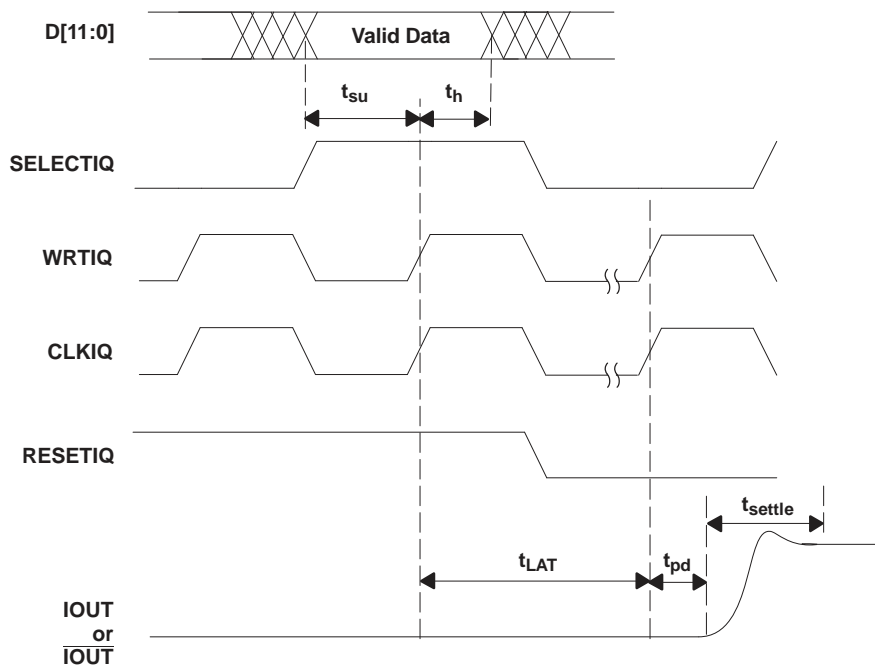 D[11:0]
Valid Data
tsu
th
SELECTIQ
WRTIQ
CLKIQ
RESETIQ
tsettle
tLAT
tpd
IOUT
or
IOUT